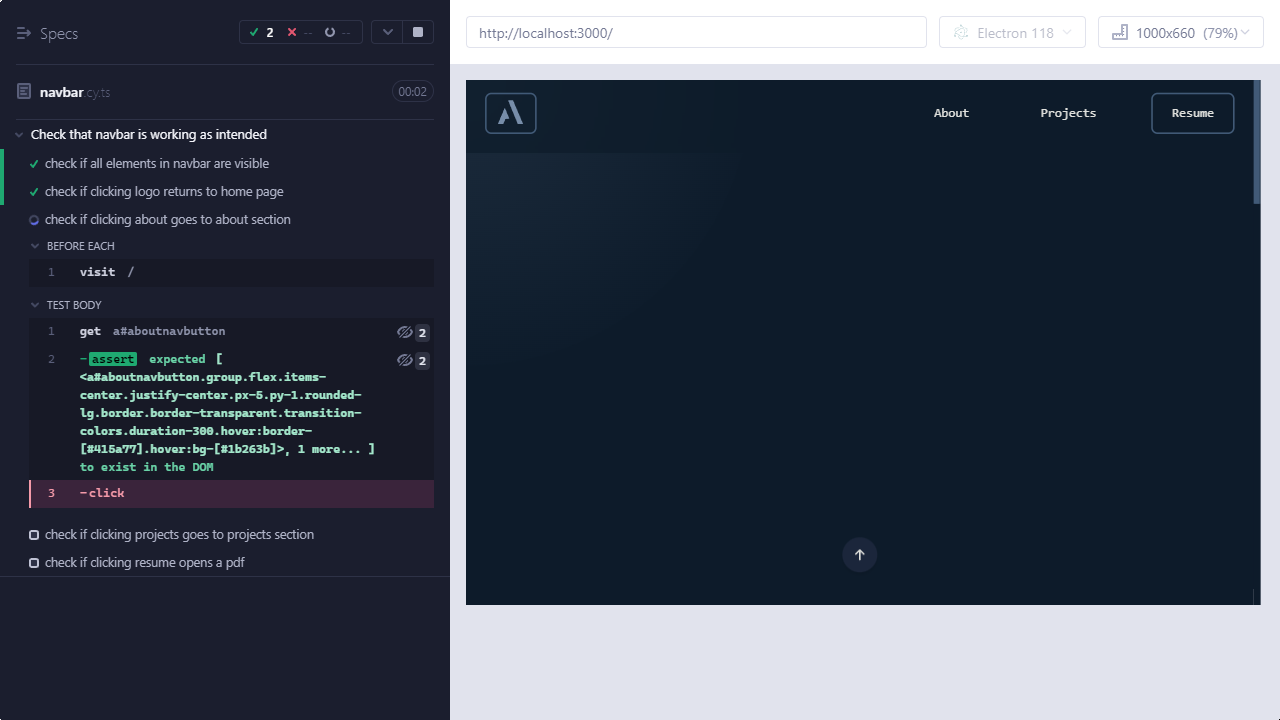 Specs
2
--
--
navbar.cy.ts
00:02
Check that navbar is working as intended
check if all elements in navbar are visible
check if clicking logo returns to home page
check if clicking about goes to about section
BEFORE EACH
1 visit /
TEST BODY
1 get a#aboutnavbutton 2
2 -assert expected [ 2
<a#aboutnavbutton.group.flex.items-
center.justify-center.px-5.py-1.rounded-
lg.border.border-transparent.transition-
colors.duration-300.hover:border-
[#415a77].hover:bg-[#1b263b]>, 1 more... ]
to exist in the DOM
3 -click
check if clicking projects goes to projects section
check if clicking resume opens a pdf
http://localhost:3000/
Electron 118
1000x660 (79%)
About
Projects
Resume